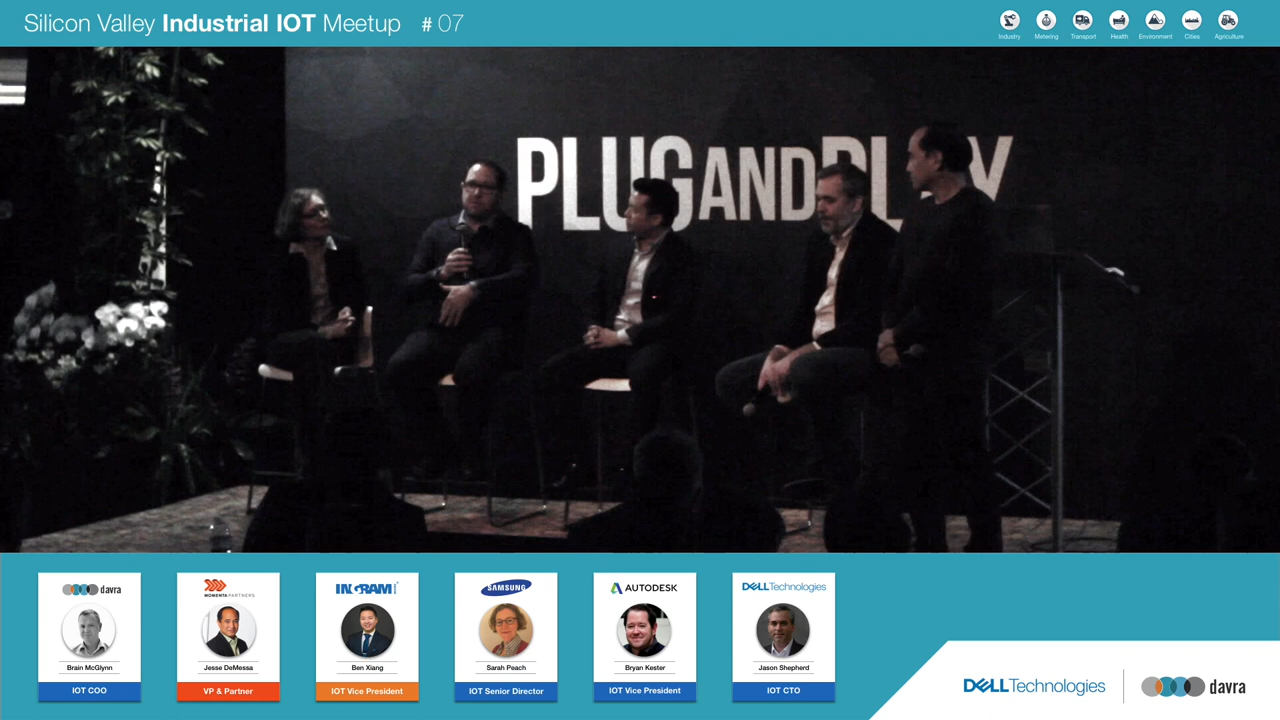 Silicon Valley Industrial IOT Meetup # 07
Industry Metering Transport Health Environment Cities Agriculture
PLUGANDPL Y
davra
Brain McGlynn
IOT COO
MOMENTA PARTNERS
Jesse DeMessa
VP & Partner
INGRAM
Ben Xiang
IOT Vice President
SAMSUNG
Sarah Peach
IOT Senior Director
AUTODESK
Bryan Kester
IOT Vice President
DELLTechnologies
Jason Shepherd
IOT CTO
DELLTechnologies
davra